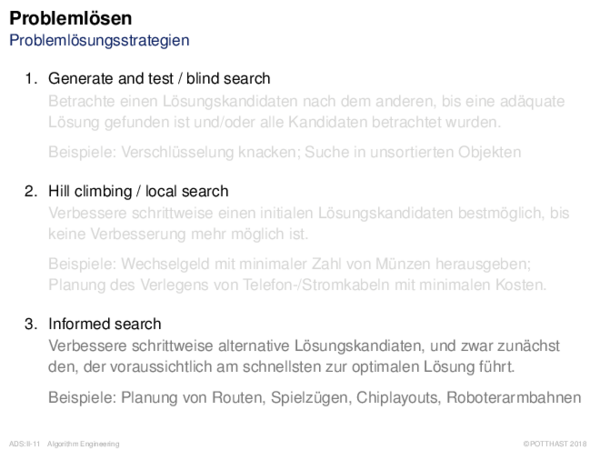 Problemlösen
Problemlösungsstrategien
1. Generate and test / blind search
Betrachte einen Lösungskandidaten nach dem anderen, bis eine adäquate
Lösung gefunden ist und/oder alle Kandidaten betrachtet wurden.
Beispiele: Verschlüsselung knacken; Suche in unsortierten Objekten
2. Hill climbing / local search
Verbessere schrittweise einen initialen Lösungskandidaten bestmöglich, bis
keine Verbesserung mehr möglich ist.
Beispiele: Wechselgeld mit minimaler Zahl von Münzen herausgeben;
Planung des Verlegens von Telefon-/Stromkabeln mit minimalen Kosten.
3. Informed search
Verbessere schrittweise alternative Lösungskandiaten, und zwar zunächst
den, der voraussichtlich am schnellsten zur optimalen Lösung führt.
Beispiele: Planung von Routen, Spielzügen, Chiplayouts, Roboterarmbahnen
ADS:II-11 Algorithm Engineering ©POTTHAST 2018